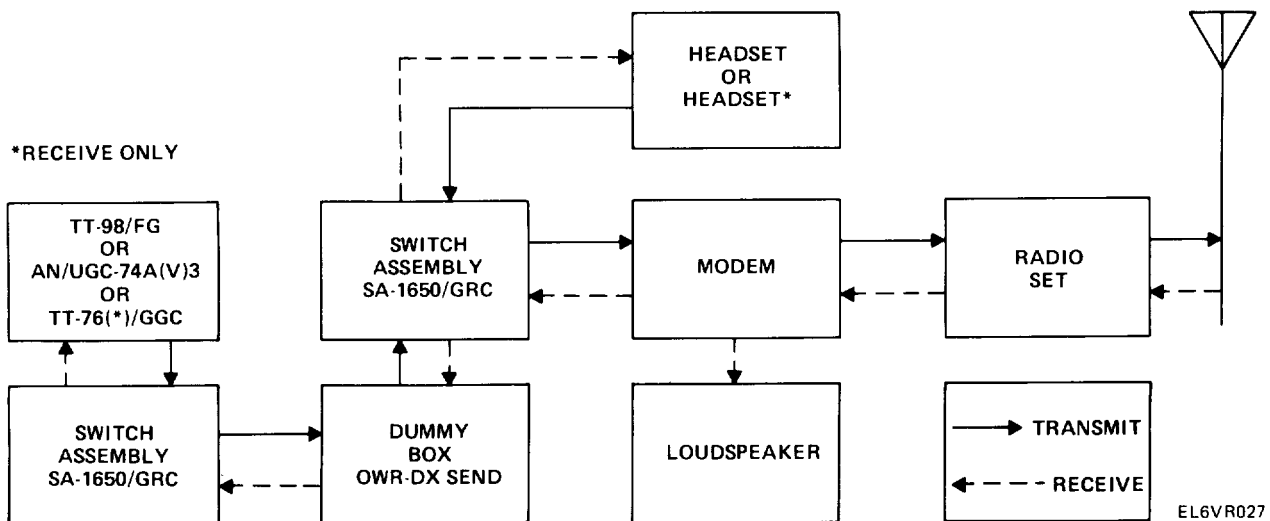 HEADSET
OR
HEADSET*
*RECEIVE ONLY
TT-98/FG
OR
AN/UGC-74A(V)3
OR
TT-76(*)/GGC
SWITCH
ASSEMBLY
SA-1650/GRC
MODEM
RADIO
SET
SWITCH
ASSEMBLY
SA-1650/GRC
DUMMY
BOX
OWR-DX SEND
LOUDSPEAKER
TRANSMIT
RECEIVE
EL6VR027